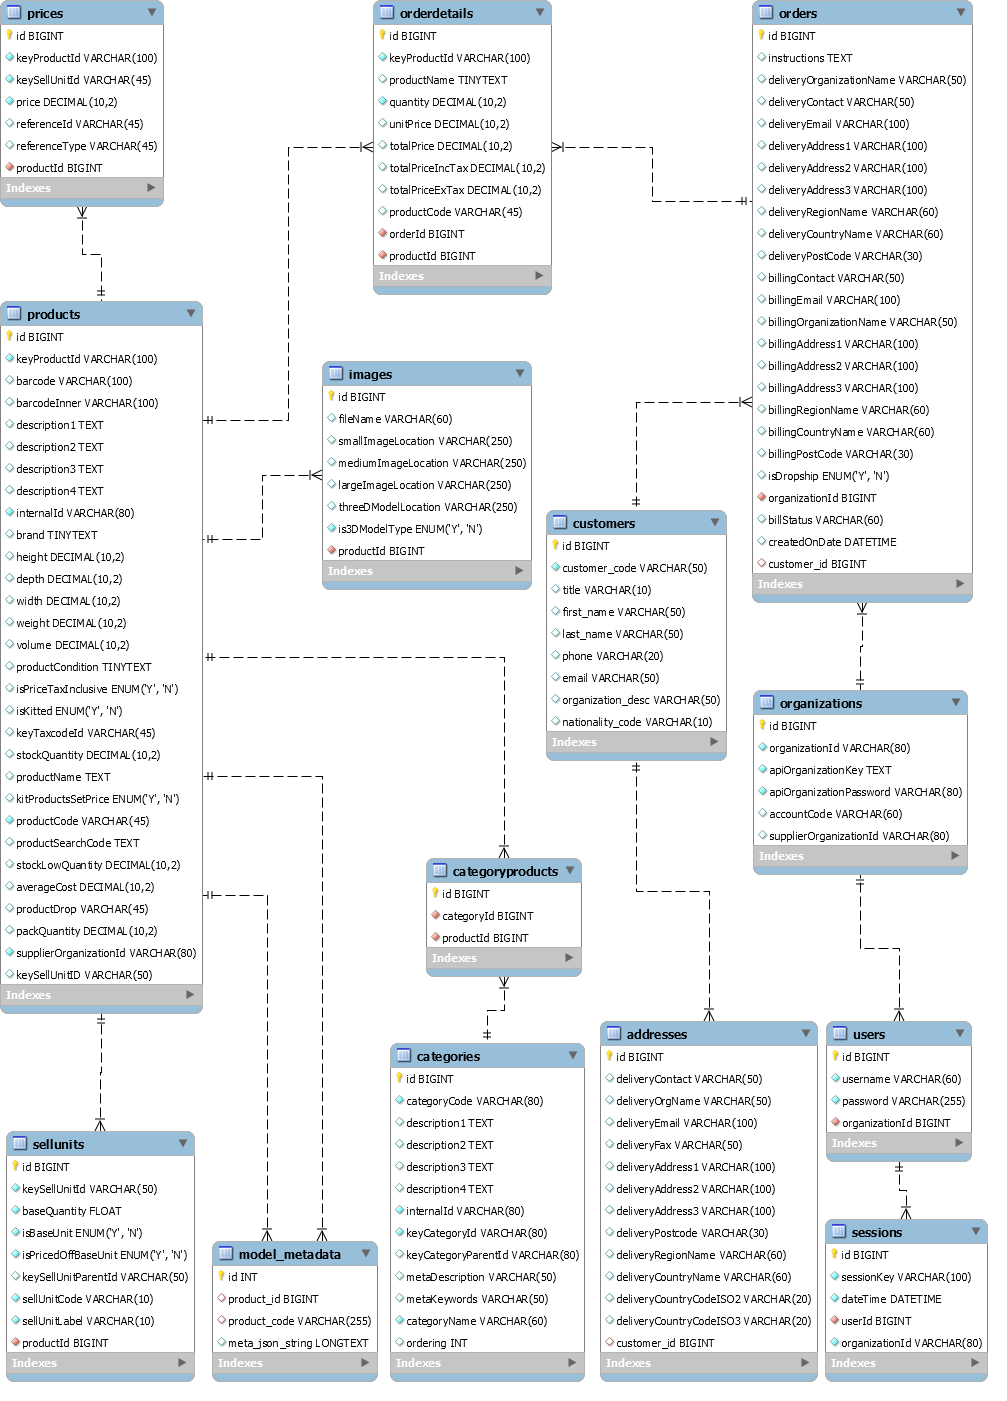 prices
id BIGINT
keyProductId VARCHAR(100)
keySellUnitId VARCHAR(45)
price DECIMAL(10,2)
referenceId VARCHAR(45)
referenceType VARCHAR(45)
productId BIGINT
Indexes
orderdetails
id BIGINT
keyProductId VARCHAR(100)
productName TINYTEXT
quantity DECIMAL(10,2)
unitPrice DECIMAL(10,2)
totalPrice DECIMAL(10,2)
totalPriceIncTax DECIMAL(10,2)
totalPriceExTax DECIMAL(10,2)
productCode VARCHAR(45)
orderId BIGINT
productId BIGINT
Indexes
orders
id BIGINT
instructions TEXT
deliveryOrganizationName VARCHAR(50)
deliveryContact VARCHAR(50)
deliveryEmail VARCHAR(100)
deliveryAddress1 VARCHAR(100)
deliveryAddress2 VARCHAR(100)
deliveryAddress3 VARCHAR(100)
deliveryRegionName VARCHAR(60)
deliveryCountryName VARCHAR(60)
deliveryPostCode VARCHAR(30)
billingContact VARCHAR(50)
billingEmail VARCHAR(100)
billingOrganizationName VARCHAR(50)
billingAddress1 VARCHAR(100)
billingAddress2 VARCHAR(100)
billingAddress3 VARCHAR(100)
billingRegionName VARCHAR(60)
billingCountryName VARCHAR(60)
billingPostCode VARCHAR(30)
isDropship ENUM('Y', 'N')
organizationId BIGINT
billStatus VARCHAR(60)
createdOnDate DATETIME
customer_id BIGINT
Indexes
products
id BIGINT
keyProductId VARCHAR(100)
barcode VARCHAR(100)
barcodeInner VARCHAR(100)
description1 TEXT
description2 TEXT
description3 TEXT
description4 TEXT
internalId VARCHAR(80)
brand TINYTEXT
height DECIMAL(10,2)
depth DECIMAL(10,2)
width DECIMAL(10,2)
weight DECIMAL(10,2)
volume DECIMAL(10,2)
productCondition TINYTEXT
isPriceTaxInclusive ENUM('Y', 'N')
isKitted ENUM('Y', 'N')
keyTaxcodeId VARCHAR(45)
stockQuantity DECIMAL(10,2)
productName TEXT
kitProductsSetPrice ENUM('Y', 'N')
productCode VARCHAR(45)
productSearchCode TEXT
stockLowQuantity DECIMAL(10,2)
averageCost DECIMAL(10,2)
productDrop VARCHAR(45)
packQuantity DECIMAL(10,2)
supplierOrganizationId VARCHAR(80)
keySellUnitID VARCHAR(50)
Indexes
images
id BIGINT
fileName VARCHAR(60)
smallImageLocation VARCHAR(250)
mediumImageLocation VARCHAR(250)
largeImageLocation VARCHAR(250)
threeDModelLocation VARCHAR(250)
is3DModelType ENUM('Y', 'N')
productId BIGINT
Indexes
customers
id BIGINT
customer_code VARCHAR(50)
title VARCHAR(10)
first_name VARCHAR(50)
last_name VARCHAR(50)
phone VARCHAR(20)
email VARCHAR(50)
organization_desc VARCHAR(50)
nationality_code VARCHAR(10)
Indexes
organizations
id BIGINT
organizationId VARCHAR(80)
apiOrganizationKey TEXT
apiOrganizationPassword VARCHAR(80)
accountCode VARCHAR(60)
supplierOrganizationId VARCHAR(80)
Indexes
categoryproducts
id BIGINT
categoryId BIGINT
productId BIGINT
Indexes
sellunits
id BIGINT
keySellUnitId VARCHAR(50)
baseQuantity FLOAT
isBaseUnit ENUM('Y', 'N')
isPricedOffBaseUnit ENUM('Y', 'N')
keySellUnitParentId VARCHAR(50)
sellUnitCode VARCHAR(10)
sellUnitLabel VARCHAR(10)
productId BIGINT
Indexes
model_metadata
id INT
product_id BIGINT
product_code VARCHAR(255)
meta_json_string LONGTEXT
Indexes
categories
id BIGINT
categoryCode VARCHAR(80)
description1 TEXT
description2 TEXT
description3 TEXT
description4 TEXT
internalId VARCHAR(80)
keyCategoryId VARCHAR(80)
keyCategoryParentId VARCHAR(80)
metaDescription VARCHAR(50)
metaKeywords VARCHAR(50)
categoryName VARCHAR(60)
ordering INT
Indexes
addresses
id BIGINT
deliveryContact VARCHAR(50)
deliveryOrgName VARCHAR(50)
deliveryEmail VARCHAR(100)
deliveryFax VARCHAR(50)
deliveryAddress1 VARCHAR(100)
deliveryAddress2 VARCHAR(100)
deliveryAddress3 VARCHAR(100)
deliveryPostcode VARCHAR(30)
deliveryRegionName VARCHAR(60)
deliveryCountryName VARCHAR(60)
deliveryCountryCodeISO2 VARCHAR(20)
deliveryCountryCodeISO3 VARCHAR(20)
customer_id BIGINT
Indexes
users
id BIGINT
username VARCHAR(60)
password VARCHAR(255)
organizationId BIGINT
Indexes
sessions
id BIGINT
sessionKey VARCHAR(100)
dateTime DATETIME
userId BIGINT
organizationId VARCHAR(80)
Indexes